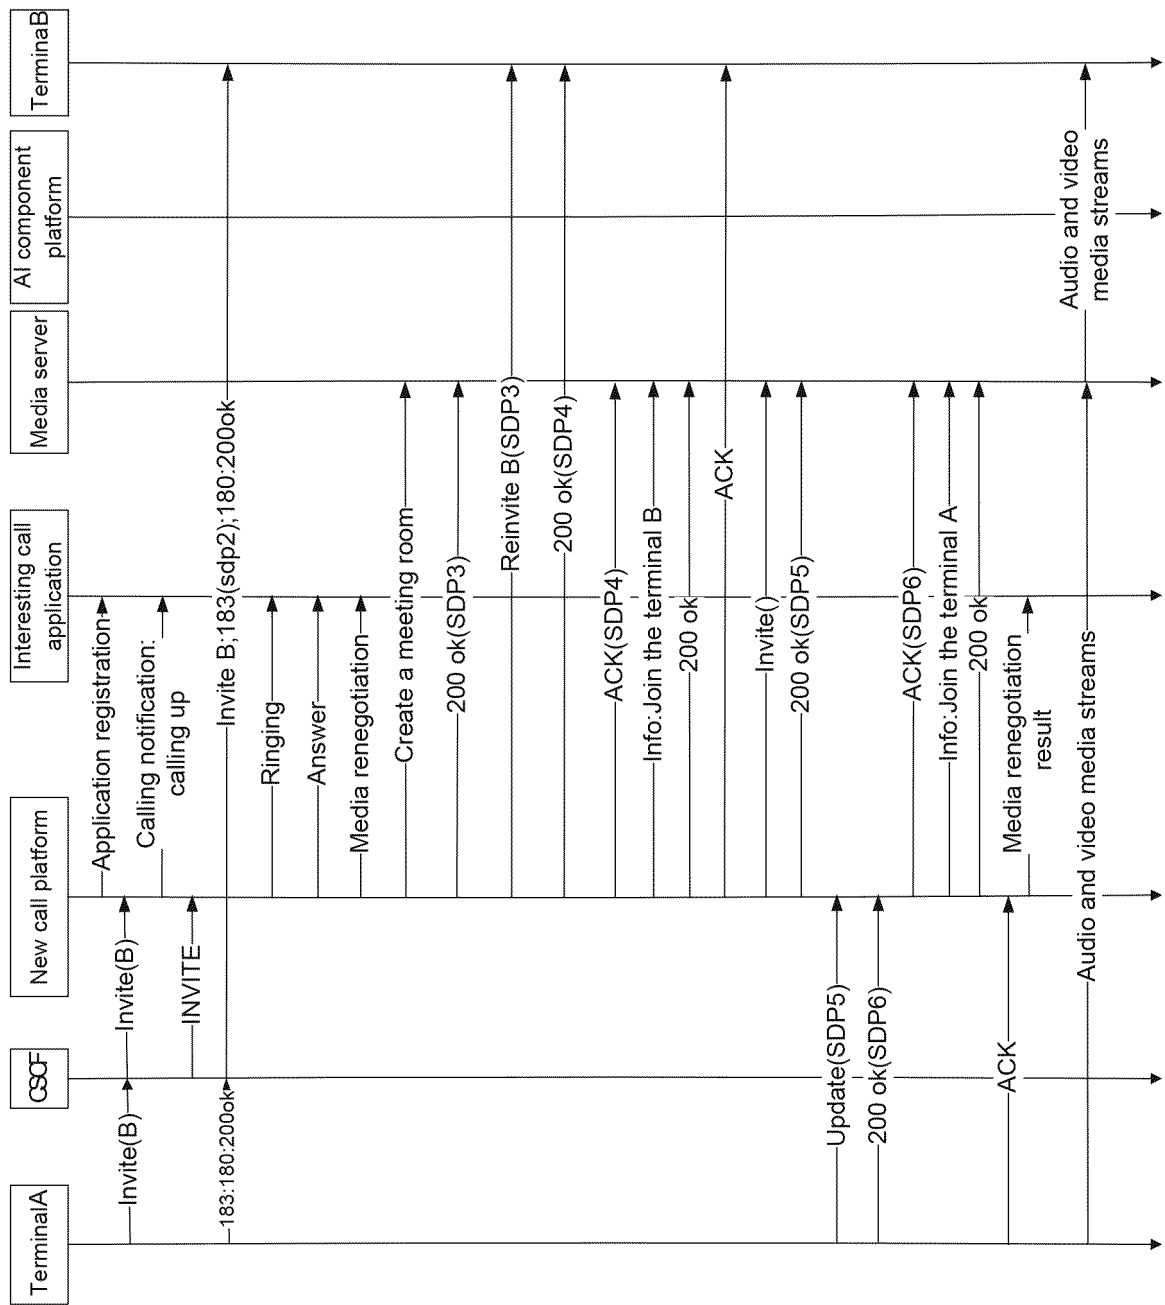 TerminalA
CSCF
New call platform
Interesting call
application
Media server
AI component
platform
TerminaB
Application registration
Invite(B)
Invite(B)
Calling notification:
calling up
INVITE
183:180:200ok
Invite B;183(sdp2);180:200ok
Ringing
Answer
Media renegotiation
Create a meeting room
200 ok(SDP3)
Reinvite B(SDP3)
200 ok(SDP4)
ACK(SDP4)
Info:Join the terminal B
200 ok
ACK
Invite()
200 ok(SDP5)
Update(SDP5)
200 ok(SDP6)
ACK(SDP6)
Info:Join the terminal A
200 ok
ACK
Media renegotiation
result
Audio and video media streams
Audio and video
media streams